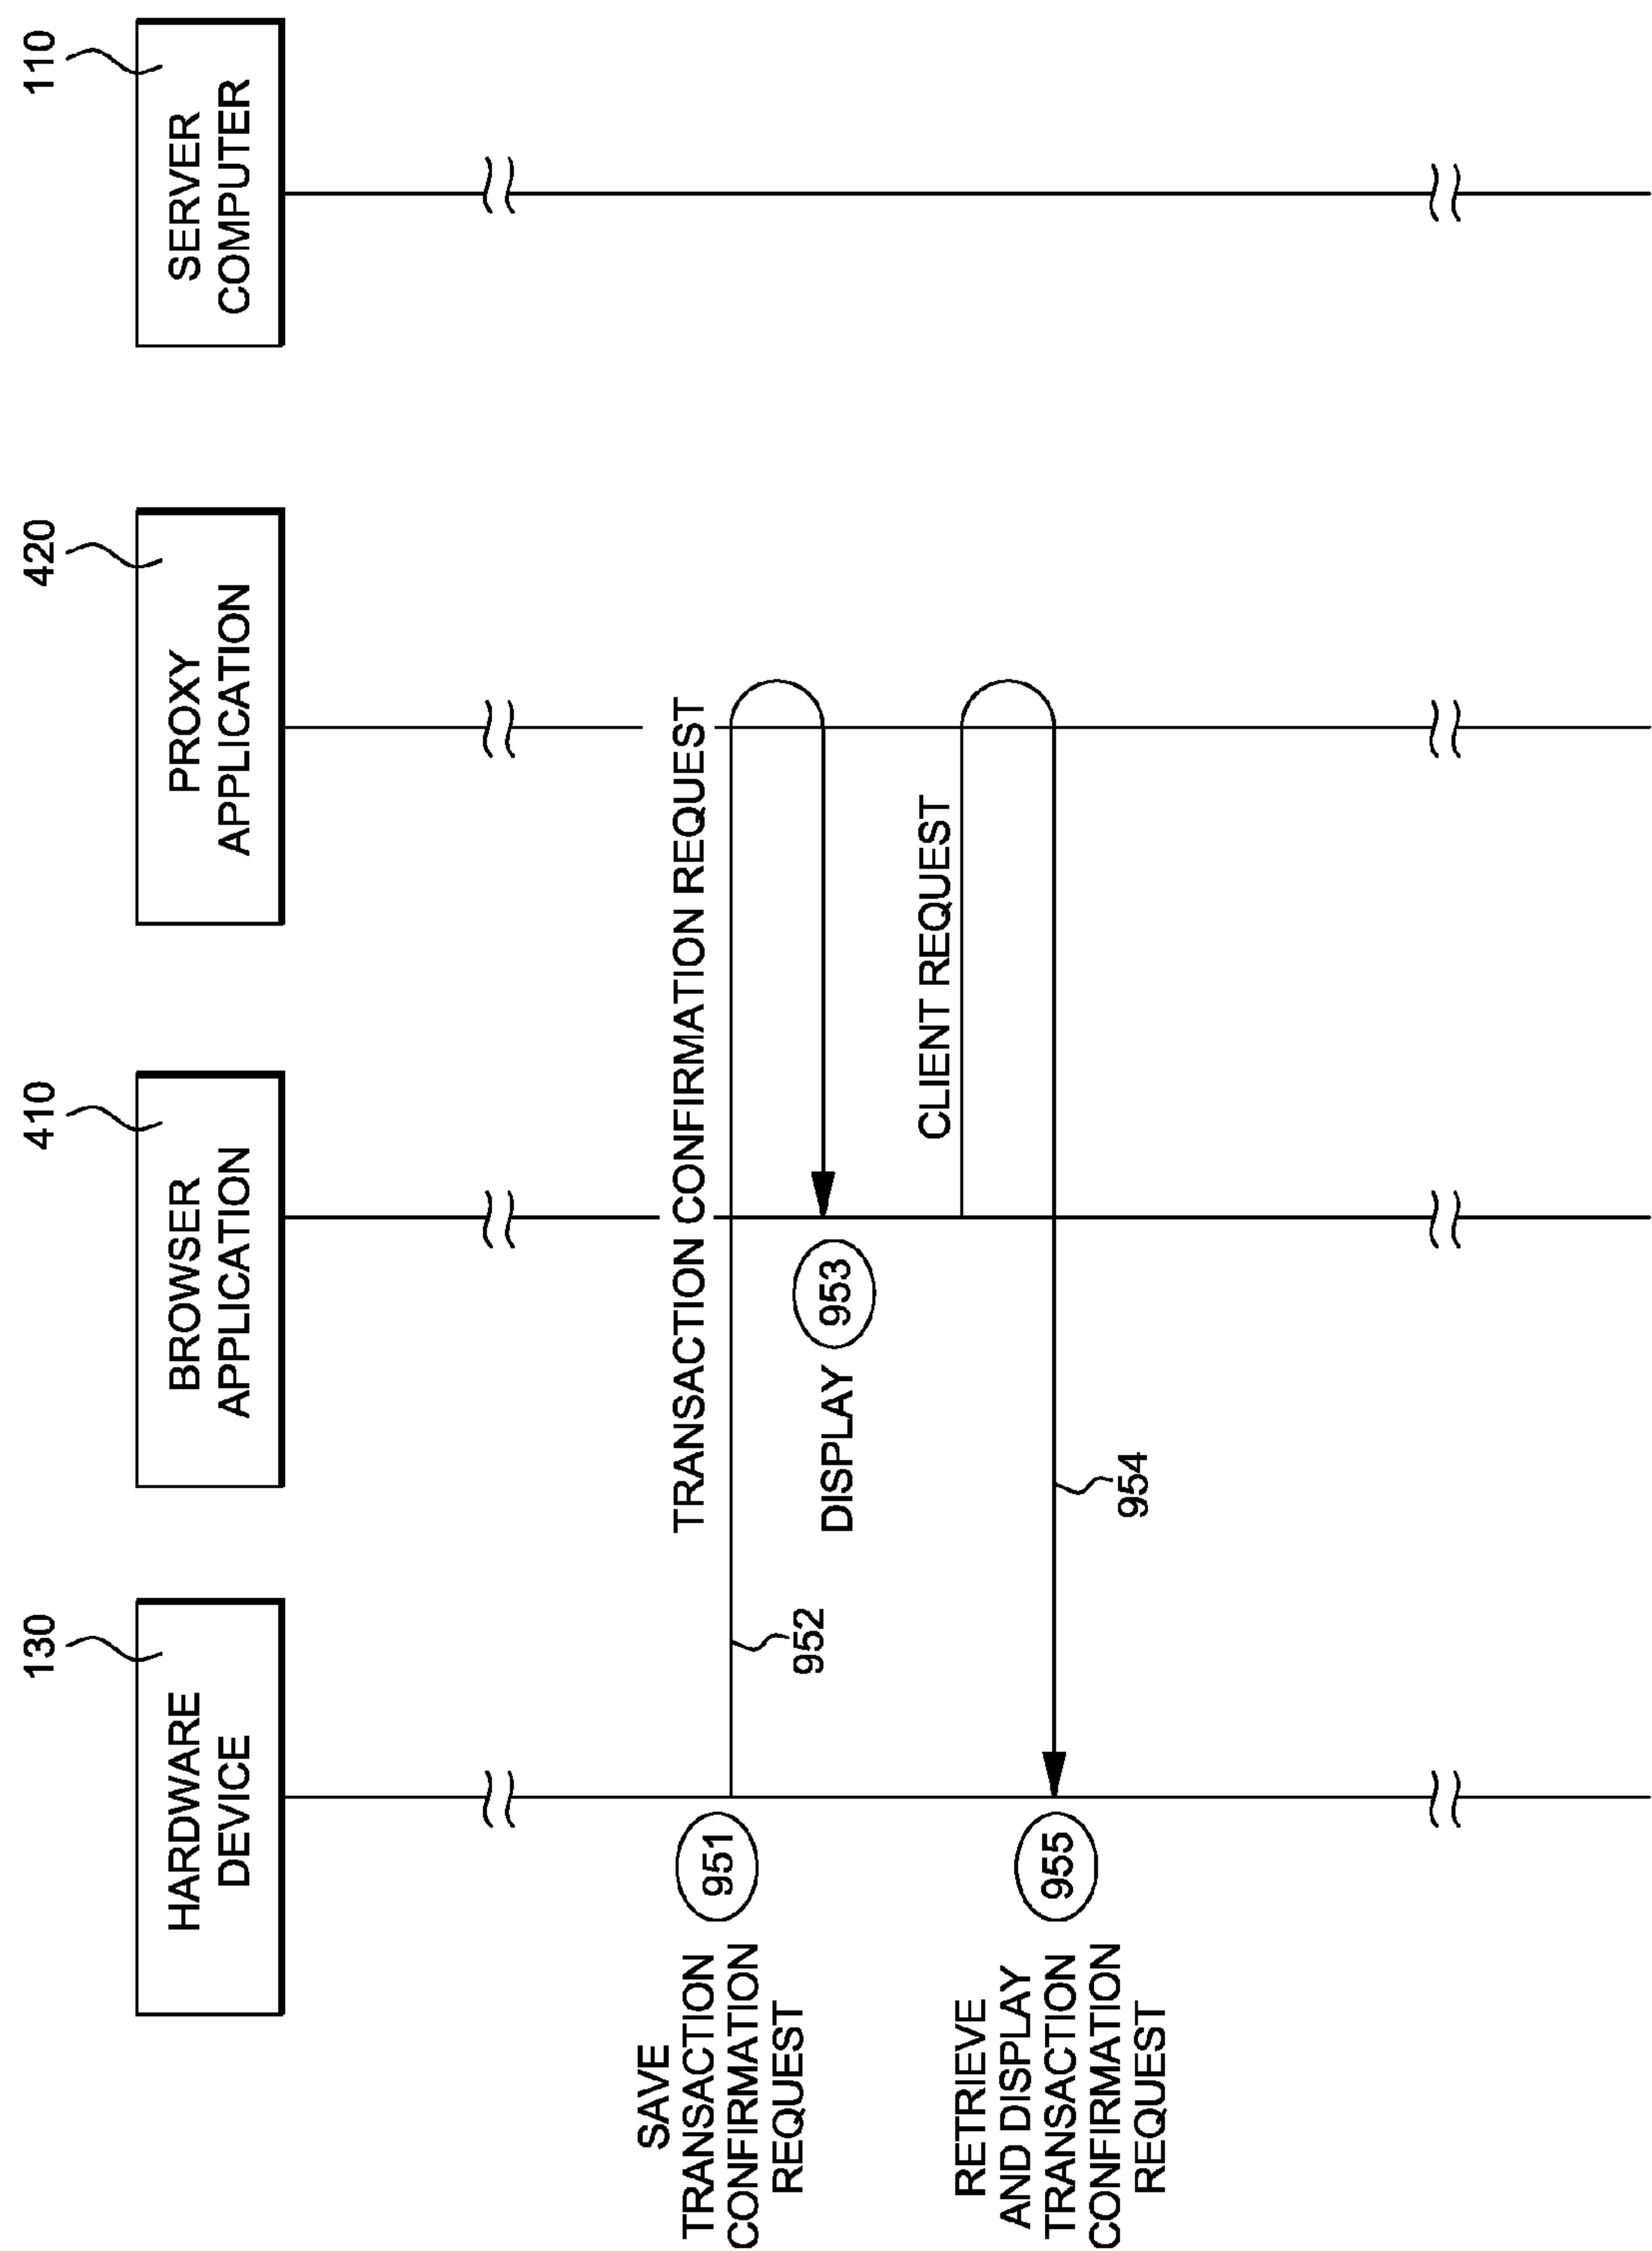 130
HARDWARE
DEVICE
410
BROWSER
APPLICATION
420
PROXY
APPLICATION
110
SERVER
COMPUTER
SAVE
TRANSACTION
CONFIRMATION
REQUEST
951
TRANSACTION CONFIRMATION REQUEST
952
953
DISPLAY
CLIENT REQUEST
RETRIEVE
AND DISPLAY
TRANSACTION
CONFIRMATION
REQUEST
955
954